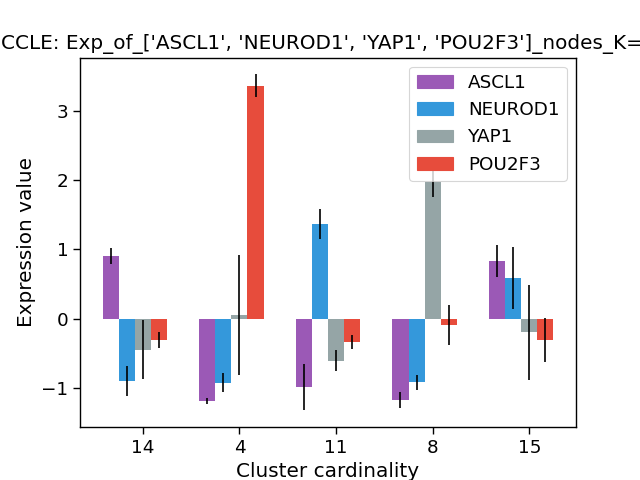 CCLE: Exp_of_['ASCL1', 'NEUROD1', 'YAP1', 'POU2F3']_nodes_K=
ASCL1
NEUROD1
YAP1
POU2F3
Expression value
3
2
1
0
−1
14 4 11 8 15
Cluster cardinality